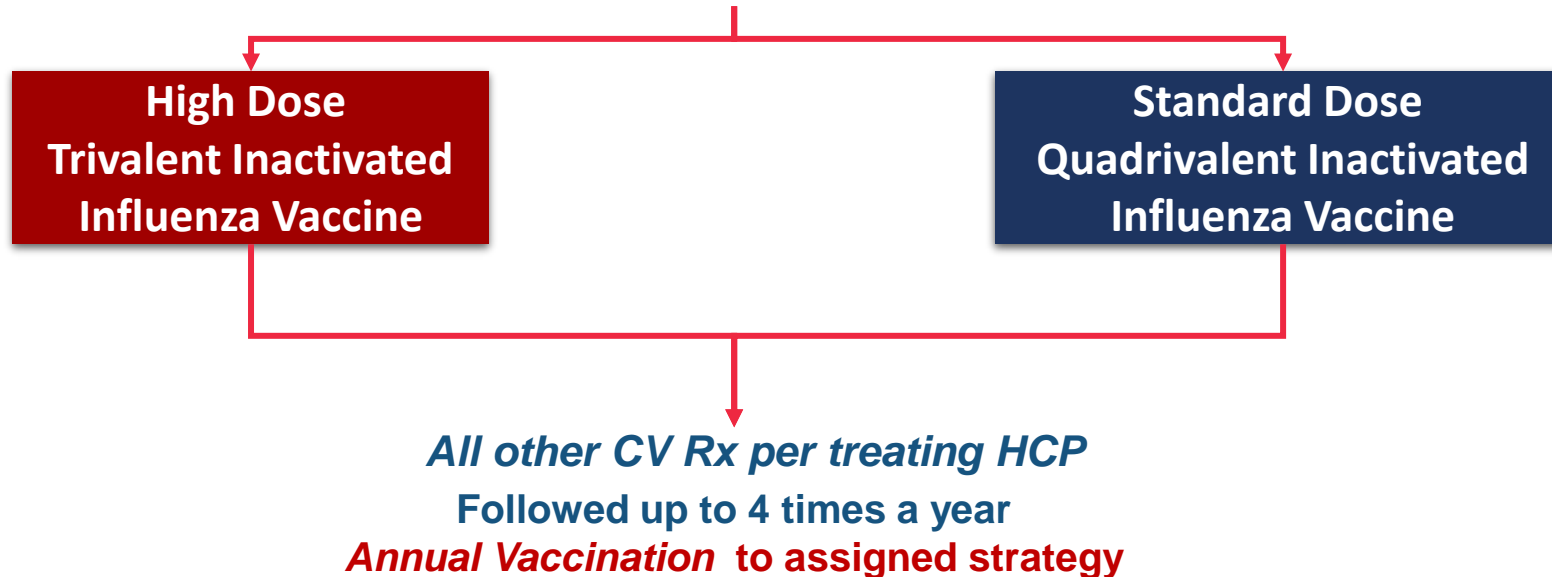 High Dose
Trivalent Inactivated
Influenza Vaccine
Standard Dose
Quadrivalent Inactivated
Influenza Vaccine
All other CV Rx per treating HCP
Followed up to 4 times a year
Annual Vaccination to assigned strategy